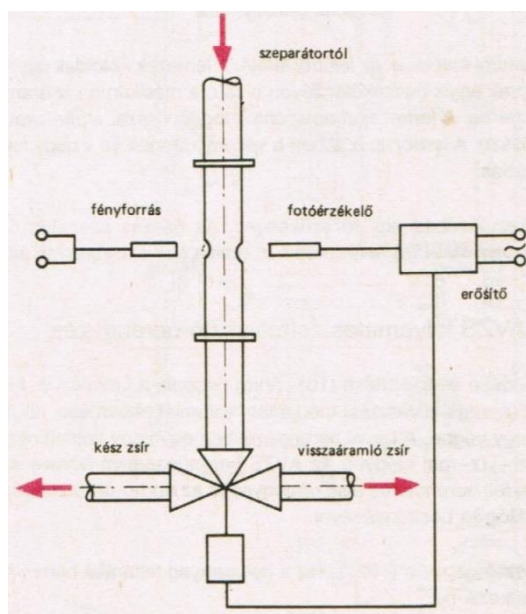 szeparátortól
fényforrás
fotóérzékelő
erősítő
kész zsír
visszaáramló zsír